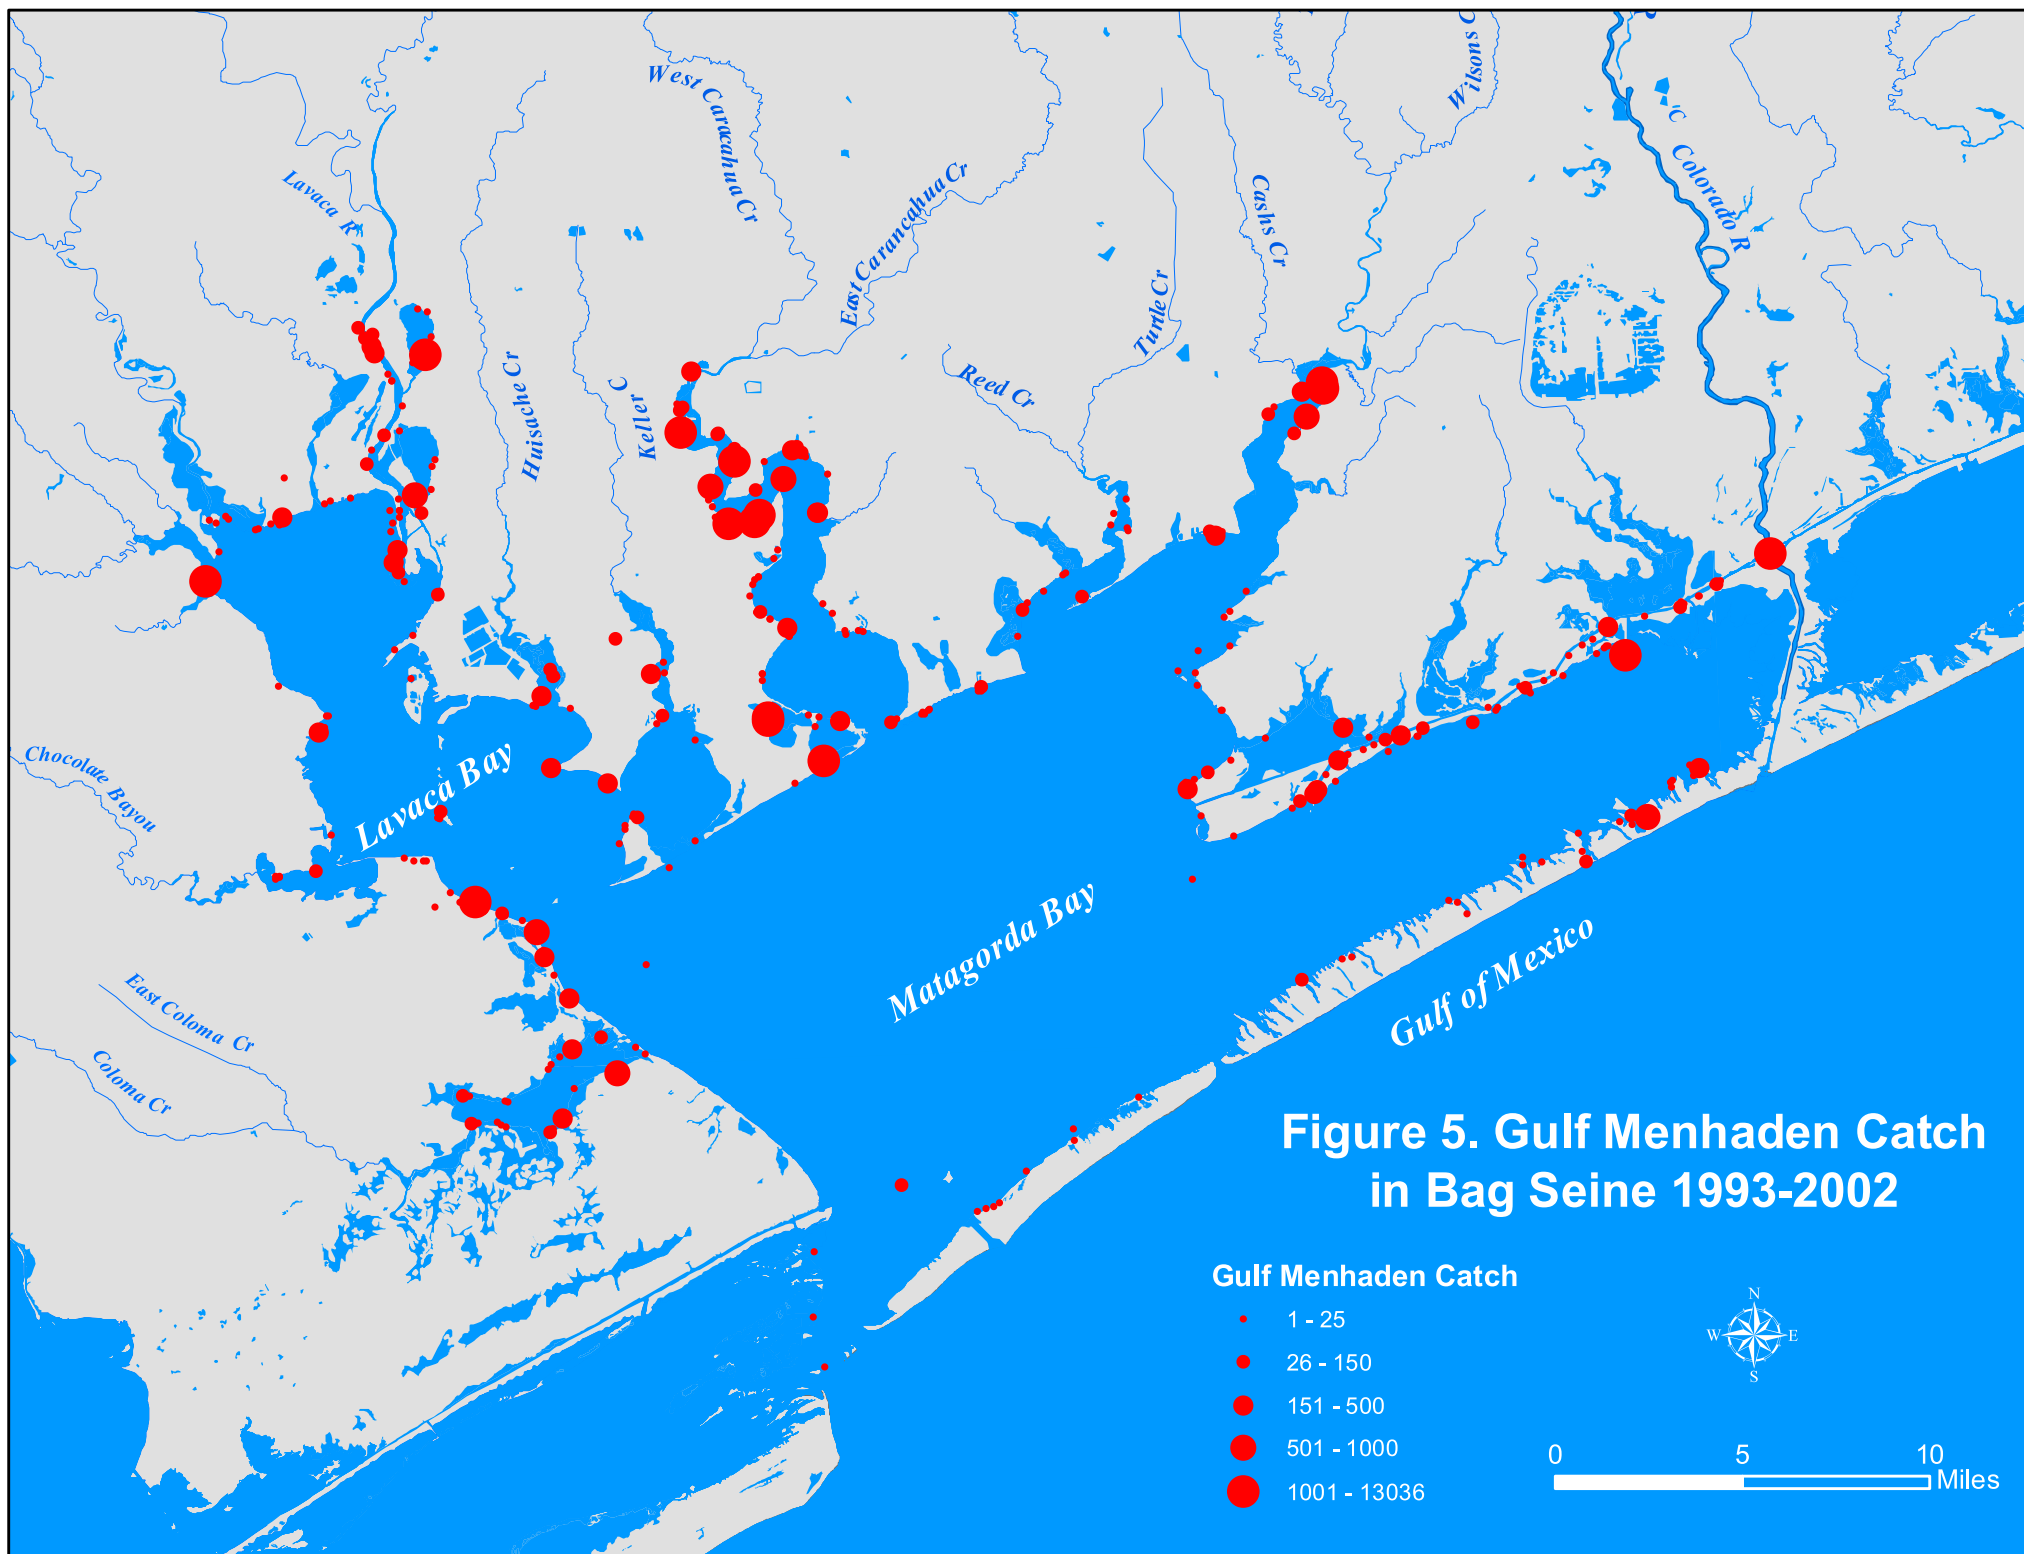 Wilsons C
West Caracahua Cr
C
Colorado R
Lavaca R
East Carancahua Cr
Cashs Cr
Turtle Cr
Huisache Cr
Keller C
Reed Cr
Chocolate Bayou
Lavaca Bay
Matagorda Bay
Gulf of Mexico
East Coloma Cr
Coloma Cr
Figure 5. Gulf Menhaden Catch
in Bag Seine 1993-2002
Gulf Menhaden Catch
1 - 25
26 - 150
151 - 500
501 - 1000
1001 - 13036
N
W E
S
0 5 10
Miles